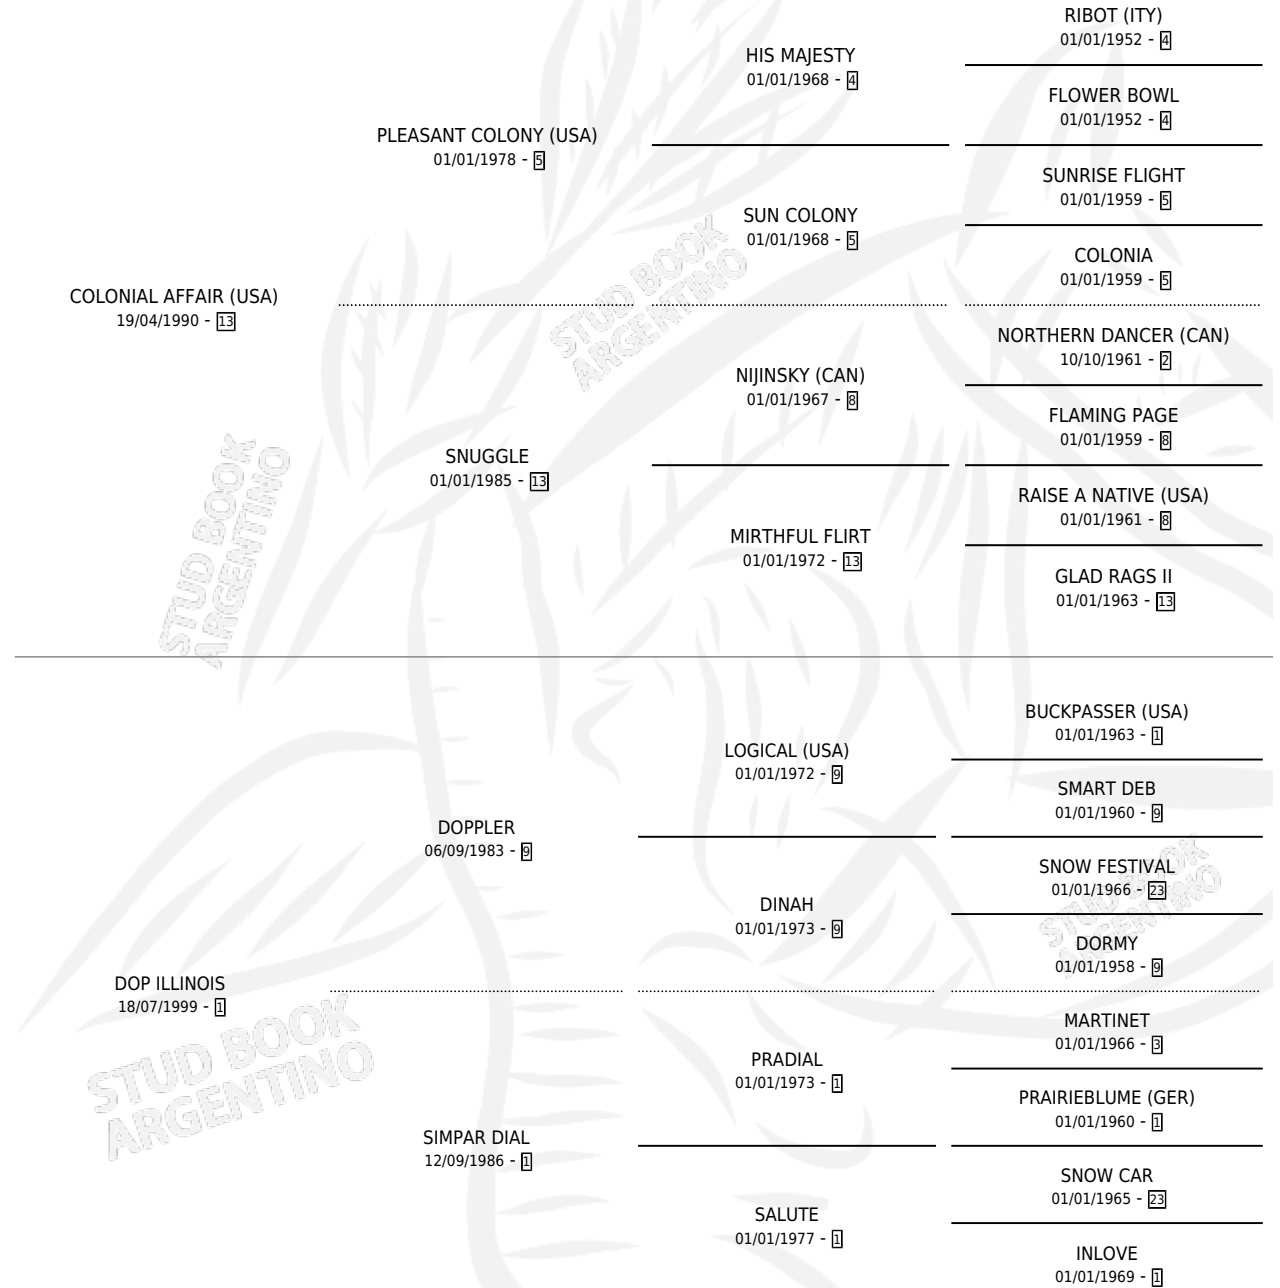 RIBOT (ITY)
01/01/1952 - 4
HIS MAJESTY
01/01/1968 - 4
FLOWER BOWL
01/01/1952 - 4
PLEASANT COLONY (USA)
01/01/1978 - 5
SUNRISE FLIGHT
01/01/1959 - 5
SUN COLONY
01/01/1968 - 5
COLONIA
01/01/1959 - 5
COLONIAL AFFAIR (USA)
19/04/1990 - 13
NORTHERN DANCER (CAN)
10/10/1961 - 2
NIJINSKY (CAN)
01/01/1967 - 8
FLAMING PAGE
01/01/1959 - 8
SNUGGLE
01/01/1985 - 13
RAISE A NATIVE (USA)
01/01/1961 - 8
MIRTHFUL FLIRT
01/01/1972 - 13
GLAD RAGS II
01/01/1963 - 13
BUCKPASSER (USA)
01/01/1963 - 1
LOGICAL (USA)
01/01/1972 - 9
SMART DEB
01/01/1960 - 9
DOPPLER
06/09/1983 - 9
SNOW FESTIVAL
01/01/1966 - 23
DINAH
01/01/1973 - 9
DORMY
01/01/1958 - 9
DOP ILLINOIS
18/07/1999 - 1
MARTINET
01/01/1966 - 3
PRADIAL
01/01/1973 - 1
PRAIRIEBLUME (GER)
01/01/1960 - 1
SIMPAR DIAL
12/09/1986 - 1
SNOW CAR
01/01/1965 - 23
SALUTE
01/01/1977 - 1
INLOVE
01/01/1969 - 1
STUD BOOK
ARGENTINO
STUD BOOK
ARGENTINO
STUD BOOK
ARGENTINO
STUD BOOK
ARGENTINO